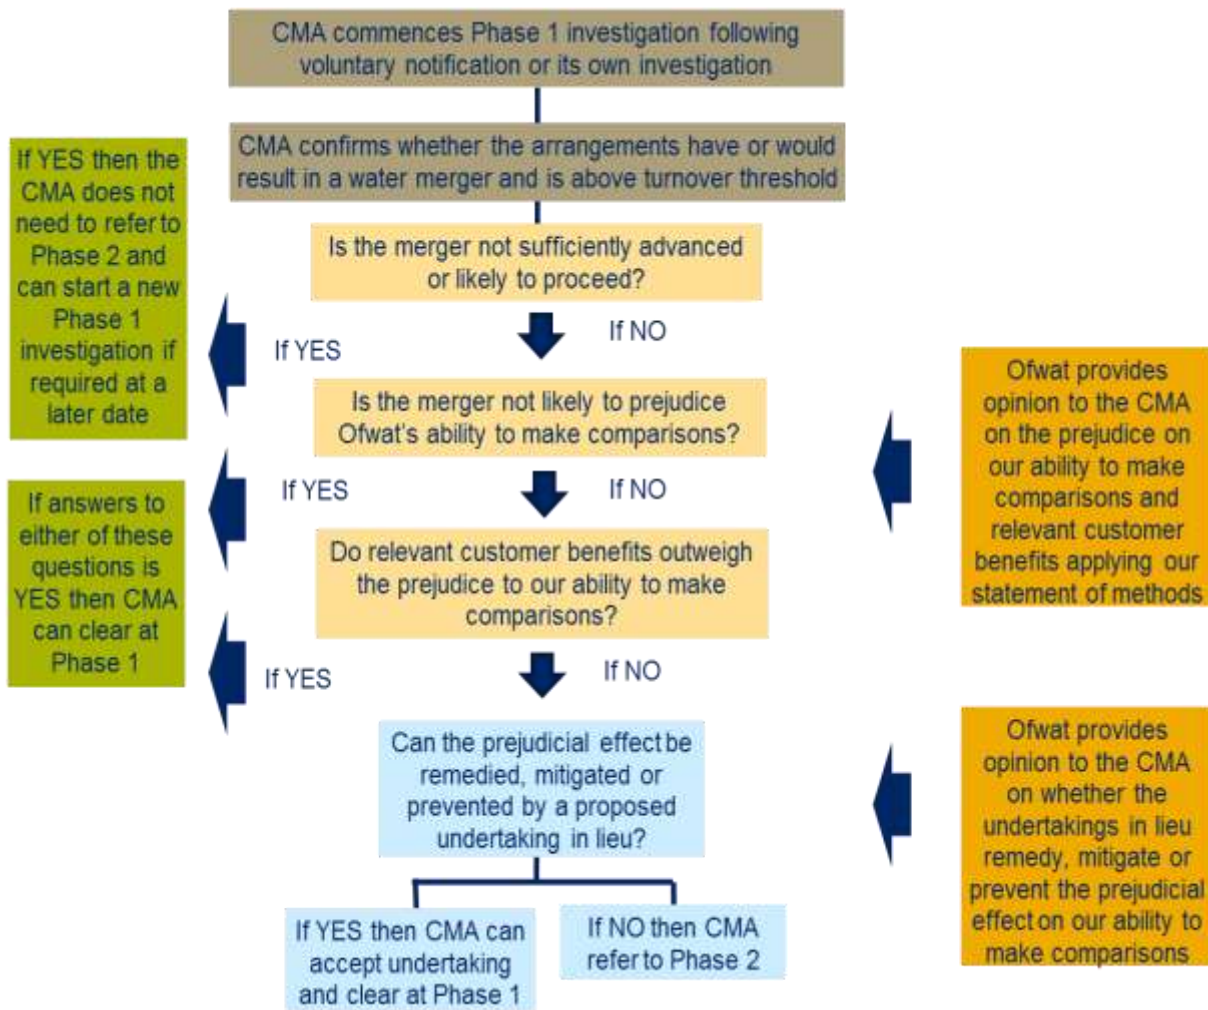 CMA commences Phase 1 investigation following
voluntary notification or its own investigation
CMA confirms whether the arrangements have or would
result in a water merger and is above turnover threshold
Is the merger not sufficiently advanced
or likely to proceed?
If NO
If YES
If YES then the
CMA does not
need to refer to
Phase 2 and
can start a new
Phase 1
investigation if
required at a
later date
Is the merger not likely to prejudice
Ofwat's ability to make comparisons?
If NO
If YES
Ofwat provides
opinion to the CMA
on the prejudice on
our ability to make
comparisons and
relevant customer
benefits applying our
statement of methods
If answers to
either of these
questions is
YES then CMA
can clear at
Phase 1
Do relevant customer benefits outweigh
the prejudice to our ability to make
comparisons?
If NO
If YES
Can the prejudicial effect be
remedied, mitigated or
prevented by a proposed
undertaking in lieu?
Ofwat provides
opinion to the CMA
on whether the
undertakings in lieu
remedy, mitigate or
prevent the prejudicial
effect on our ability to
make comparisons
If YES then CMA can
accept undertaking
and clear at Phase 1
If NO then CMA
refer to Phase 2